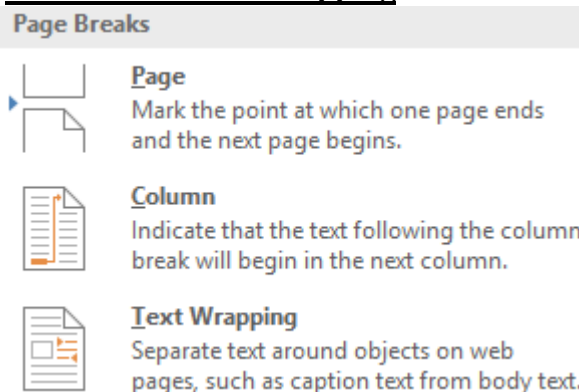 Page Breaks
Page
Mark the point at which one page ends
and the next page begins.
Column
Indicate that the text following the column
break will begin in the next column.
Text Wrapping
Separate text around objects on web
pages, such as caption text from body text.